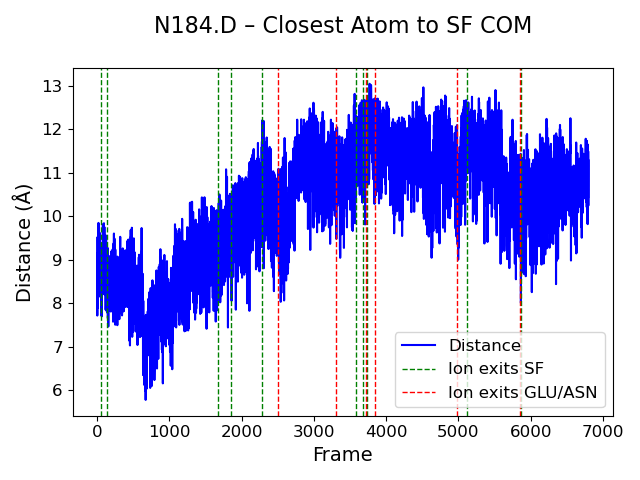 N184.D – Closest Atom to SF COM
Distance (Å)
13
12
11
10
9
8
7
6
Distance
Ion exits SF
Ion exits GLU/ASN
0 1000 2000 3000 4000 5000 6000 7000
Frame